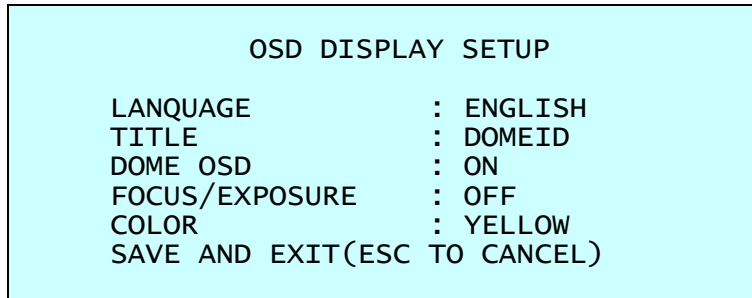 OSD DISPLAY SETUP
LANQUAGE : ENGLISH
TITLE : DOMEID
DOME OSD : ON
FOCUS/EXPOSURE : OFF
COLOR : YELLOW
SAVE AND EXIT(ESC TO CANCEL)